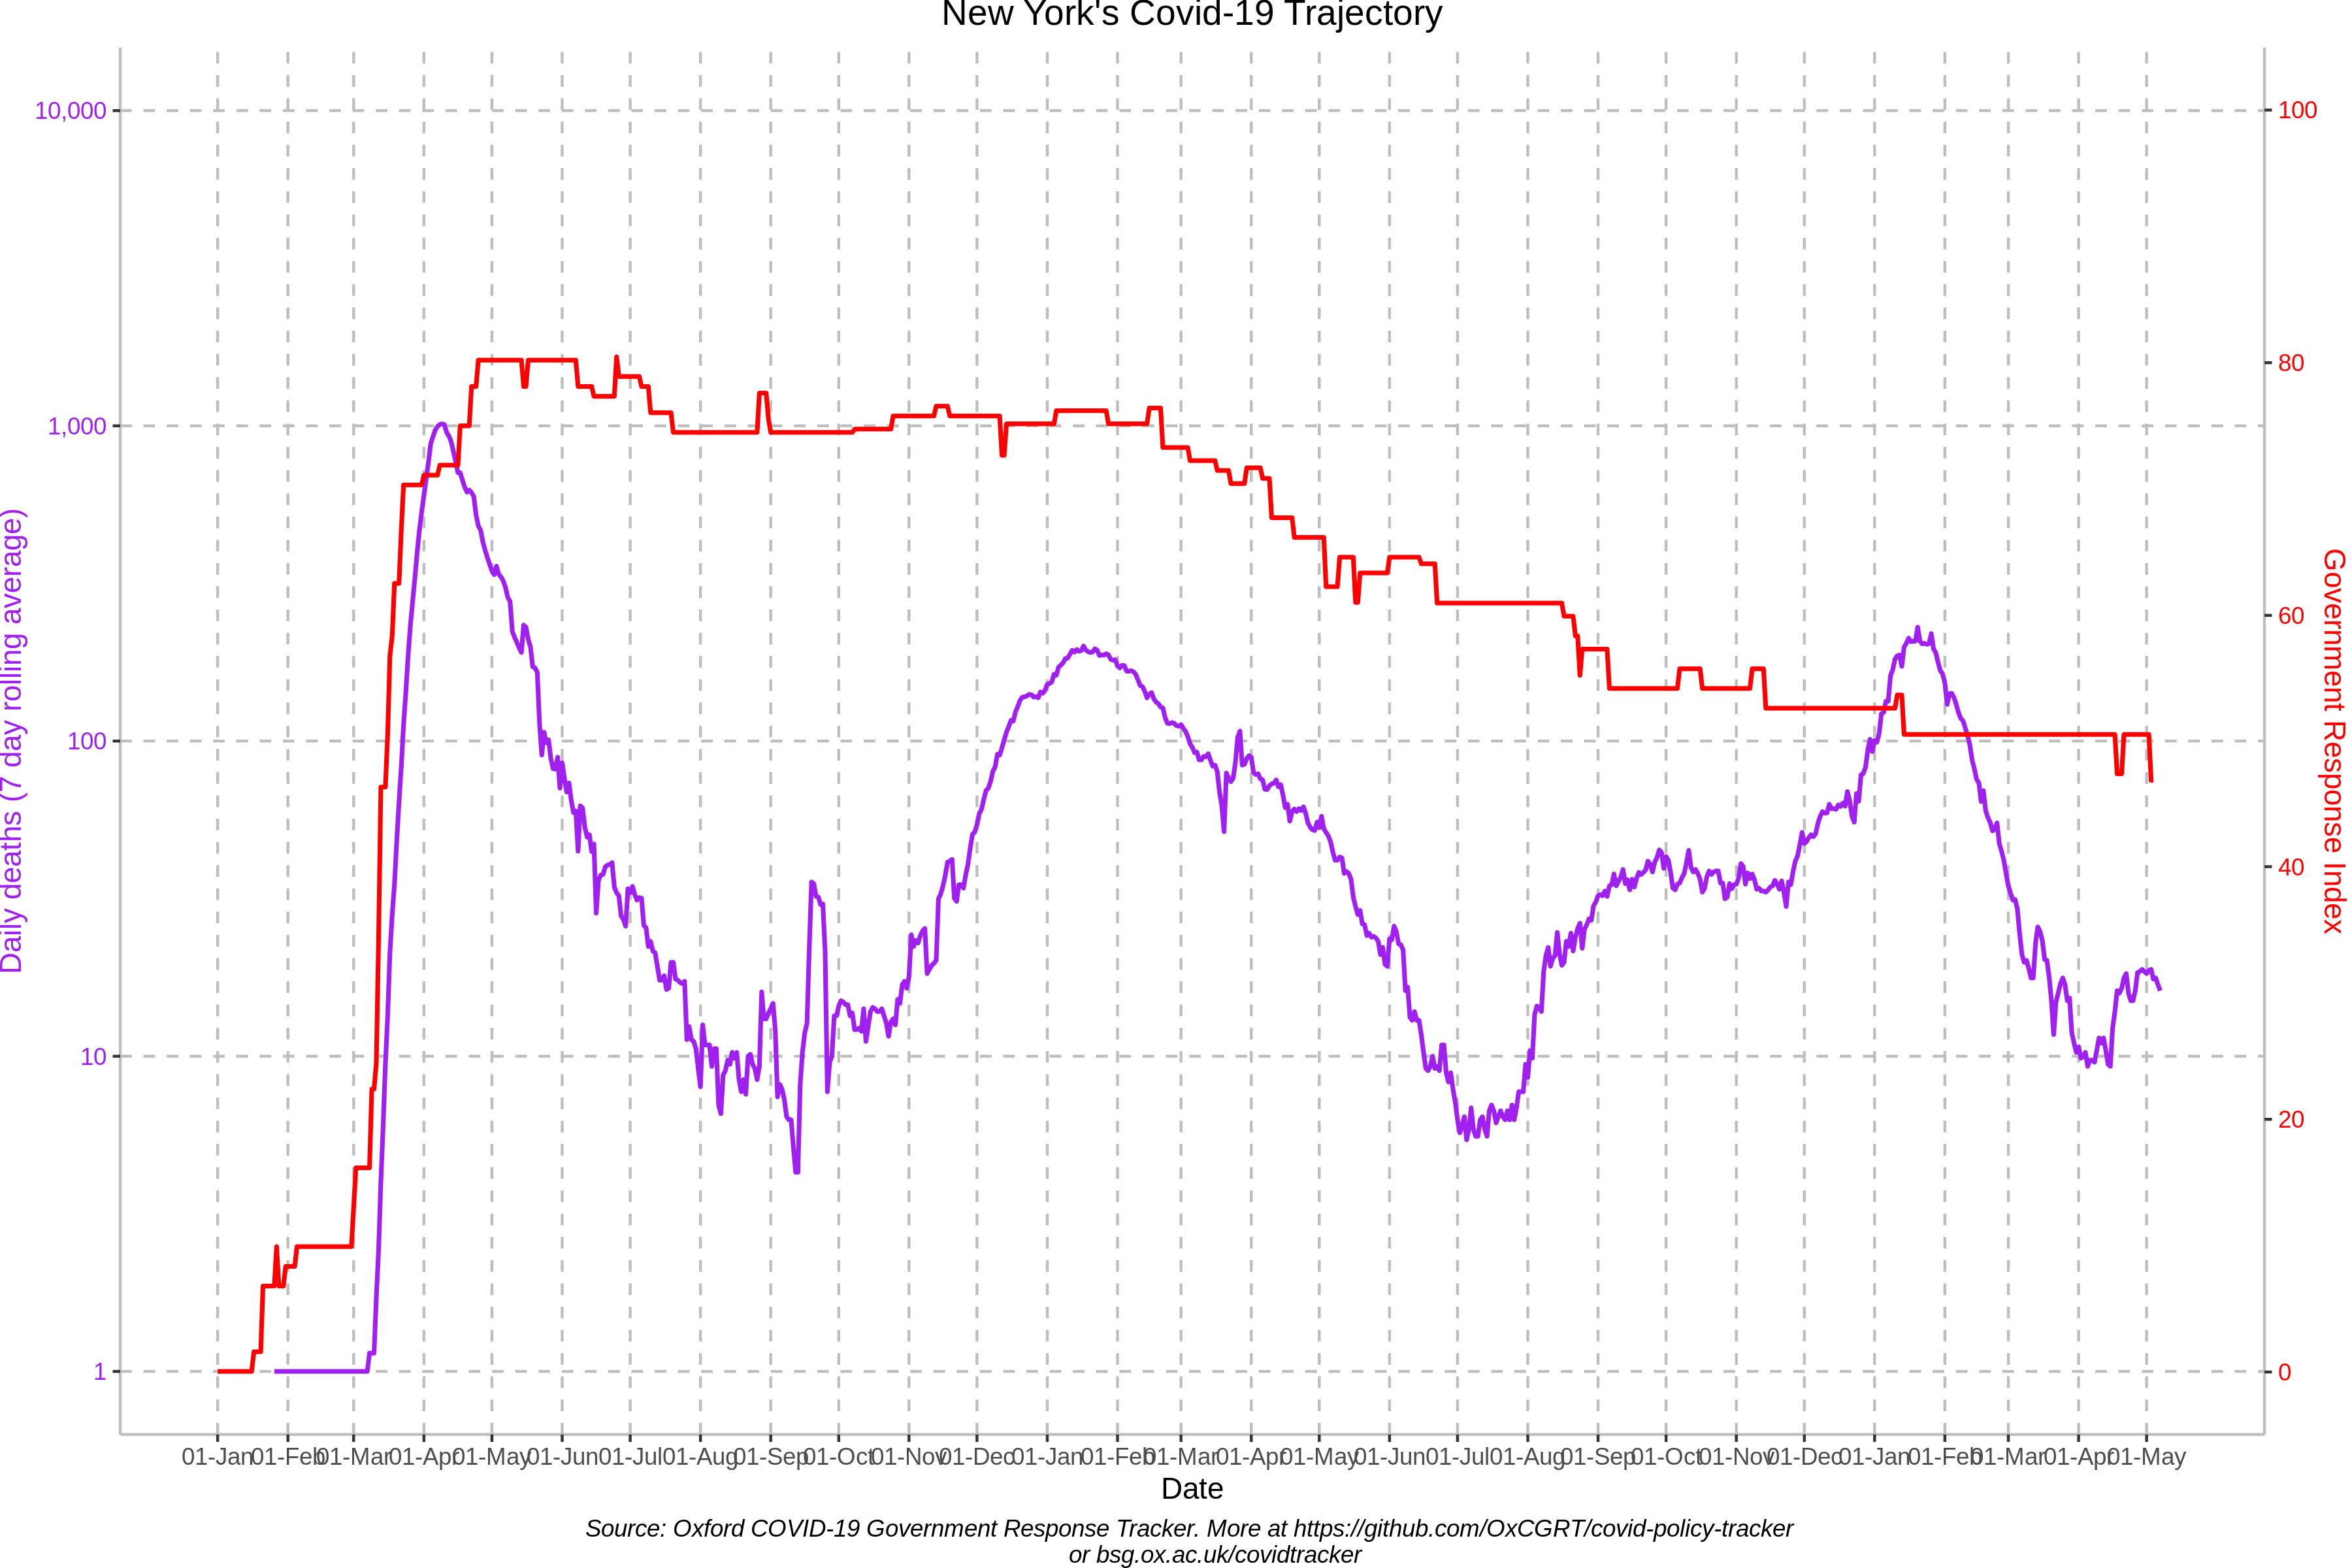 New York's Covid-19 Trajectory
10,000
1,000
100
10
1
Daily deaths (7 day rolling average)
100
80
60
40
20
0
Government Response Index
01-Jan
01-Feb
01-Mar
01-Apr
01-May
01-Jun
01-Jul
01-Aug
01-Sep
01-Oct
01-Nov
01-Dec
01-Jan
01-Feb
01-Mar
01-Apr
01-May
01-Jun
01-Jul
01-Aug
01-Sep
01-Oct
01-Nov
01-Dec
01-Jan
01-Feb
01-Mar
01-Apr
01-May
Date
Source: Oxford COVID-19 Government Response Tracker. More at https://github.com/OxCGRT/covid-policy-tracker
or bsg.ox.ac.uk/covidtracker